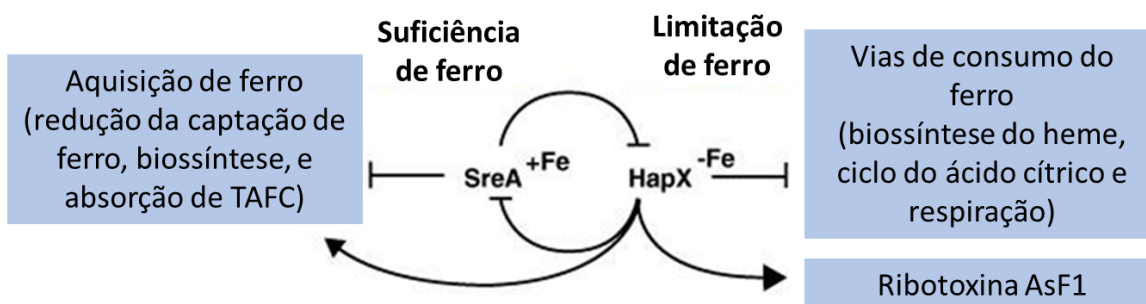 Suficiência
de ferro
Limitação
de ferro
Aquisição de ferro
(redução da captação de
ferro, biossíntese, e
absorção de TAFC)
SreA+Fe
HapX-Fe
Vias de consumo do
ferro
(biossíntese do heme,
ciclo do ácido cítrico e
respiração)
Ribotoxina AsF1